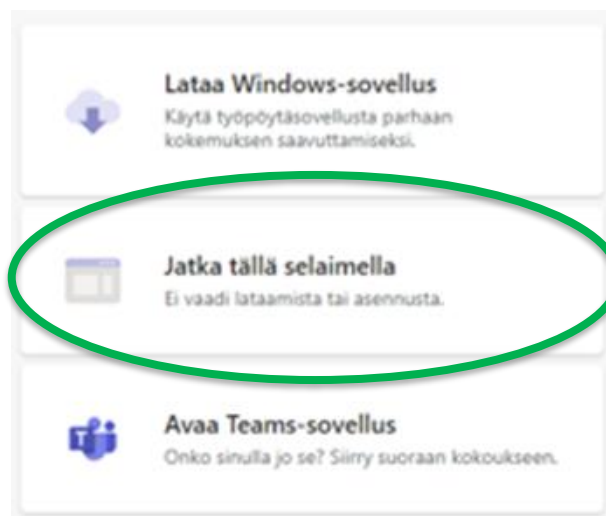 Lataa Windows-sovellus
Käytä työpöytäsovellusta parhaan
kokemuksen saavuttamiseksi.
Jatka tällä selaimella
Ei vaadi lataamista tai asennusta.
Avaa Teams-sovellus
Onko sinulla jo se? Siirry suoraan kokoukseen.